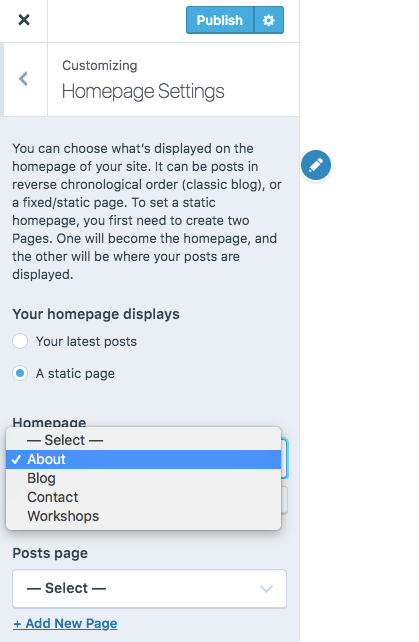 Publish
Customizing
Homepage Settings
You can choose what's displayed on the
homepage of your site. It can be posts in
reverse chronological order (classic blog), or
a fixed/static page. To set a static
homepage, you first need to create two
Pages. One will become the homepage, and
the other will be where your posts are
displayed.
Your homepage displays
Your latest posts
A static page
Homepage
— Select —
About
Blog
Contact
Workshops
Posts page
— Select —
+ Add New Page